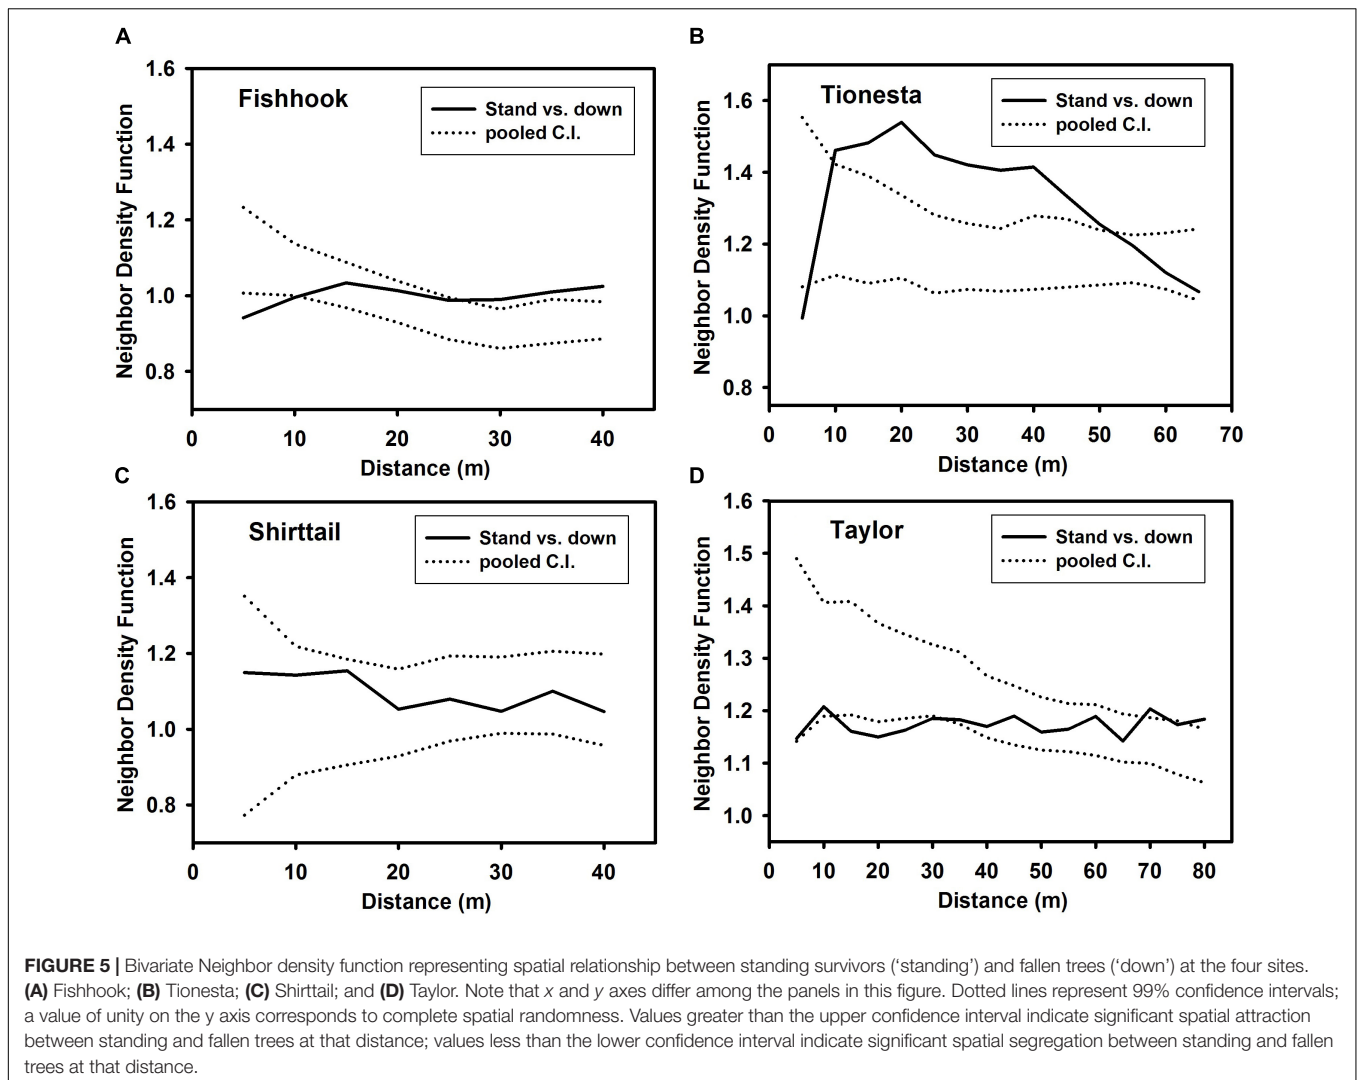 A
1.6
1.4
1.2
1.0
0.8
Neighbor Density Function
Fishhook
Stand vs. down
pooled C.I.
0 10 20 30 40
Distance (m)
B
1.6
1.4
1.2
1.0
0.8
Neighbor Density Function
Tionesta
Stand vs. down
pooled C.I.
0 10 20 30 40 50 60 70
Distance (m)
C
1.6
1.4
1.2
1.0
0.8
Neighbor Density Function
Shirttail
Stand vs. down
pooled C.I.
0 10 20 30 40
Distance (m)
D
1.6
1.5
1.4
1.3
1.2
1.1
1.0
Neighbor Density Function
Taylor
Stand vs. down
pooled C.I.
0 10 20 30 40 50 60 70 80
Distance (m)
FIGURE 5 | Bivariate Neighbor density function representing spatial relationship between standing survivors (‘standing’) and fallen trees (‘down’) at the four sites.
(A) Fishhook; (B) Tionesta; (C) Shirttail; and (D) Taylor. Note that x and y axes differ among the panels in this figure. Dotted lines represent 99% confidence intervals;
a value of unity on the y axis corresponds to complete spatial randomness. Values greater than the upper confidence interval indicate significant spatial attraction
between standing and fallen trees at that distance; values less than the lower confidence interval indicate significant spatial segregation between standing and fallen
trees at that distance.